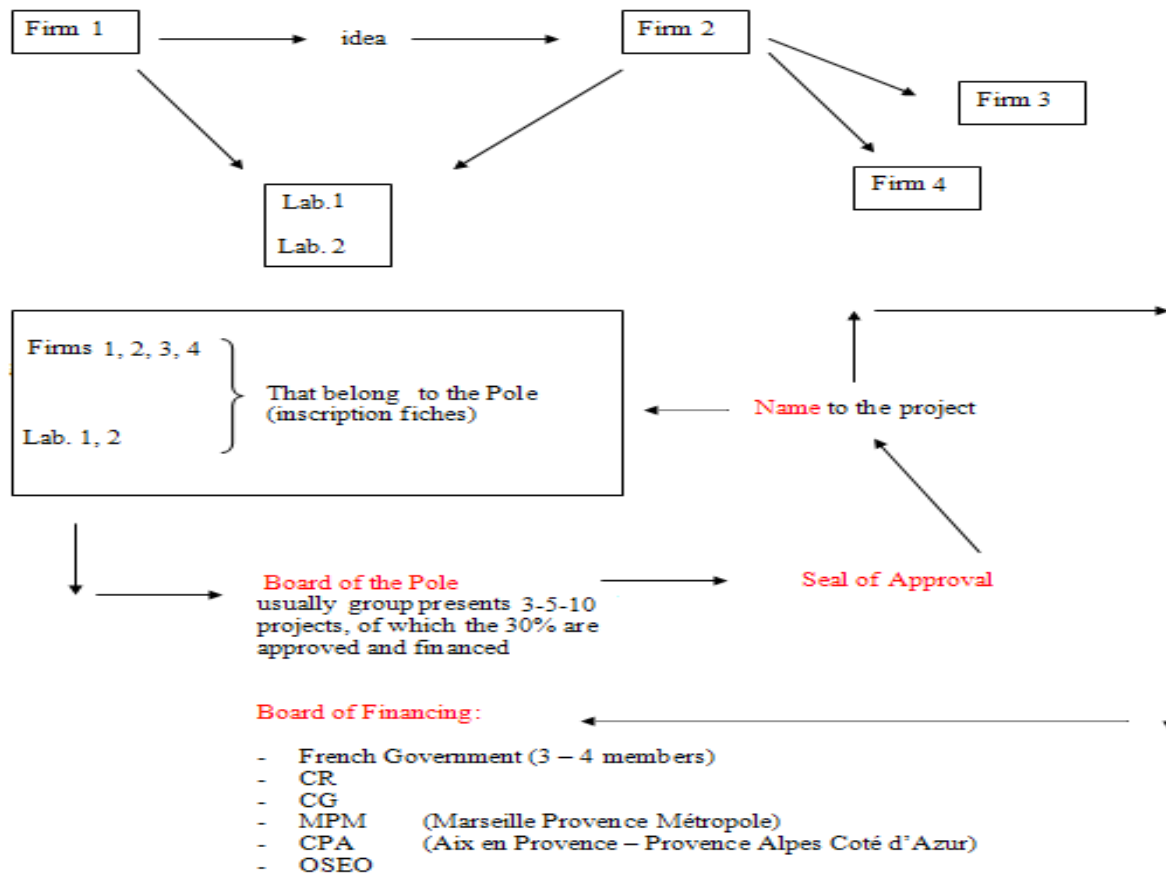 Firm 1
idea
Firm 2
Firm 3
Firm 4
Lab.1
Lab. 2
Firms 1, 2, 3, 4
That belong to the Pole
(inscription fiches)
Lab. 1, 2
Name to the project
Board of the Pole
usually group presents 3-5-10
projects, of which the 30% are
approved and financed
Seal of Approval
Board of Financing:
- French Government (3 – 4 members)
- CR
- CG
- MPM (Marseille Provence Métropole)
- CPA (Aix en Provence – Provence Alpes Coté d’Azur)
- OSEO